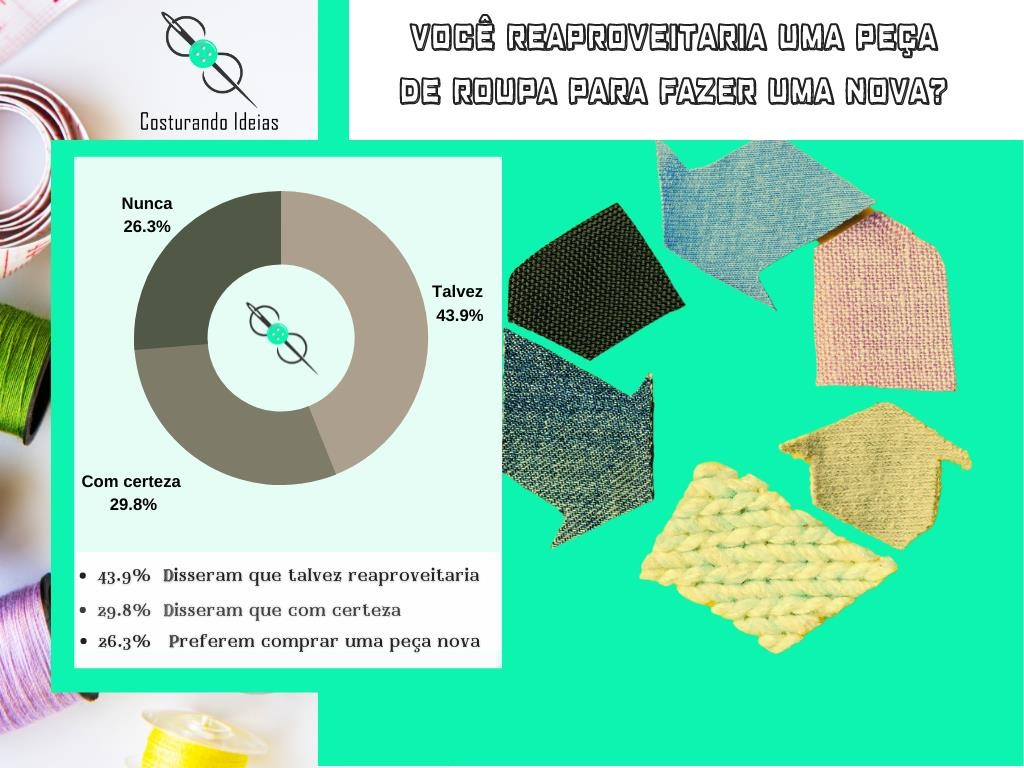 Costurando Ideias
VOCÊ REAPROVEITARIA UMA PEÇA
DE ROUPA PARA FAZER UMA NOVA?
Nunca
26.3%
Talvez
43.9%
Com certeza
29.8%
• 43.9% Disseram que talvez reaproveitaria
• 29.8% Disseram que com certeza
• 26.3% Preferem comprar uma peça nova